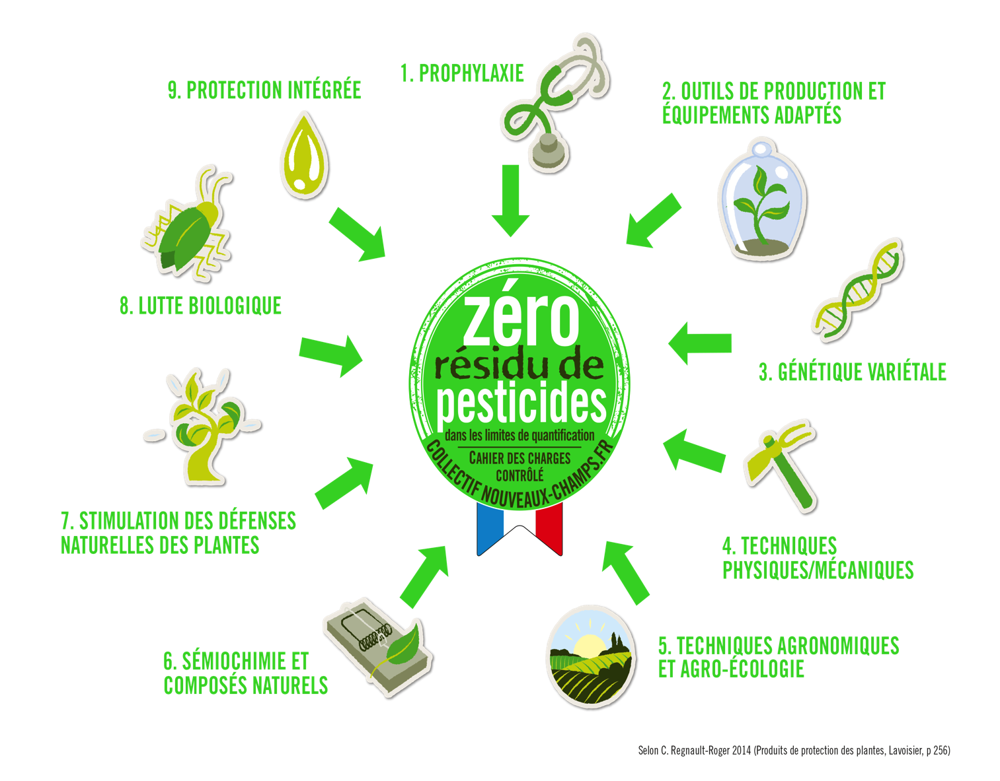 1. PROPHYLAXIE
2. OUTILS DE PRODUCTION ET
ÉQUIPEMENTS ADAPTÉS
3. GÉNÉTIQUE VARIÉTALE
4. TECHNIQUES
PHYSIQUES/MÉCANIQUES
5. TECHNIQUES AGRONOMIQUES
ET AGRO-ÉCOLOGIE
6. SÉMIOCHIMIE ET
COMPOSÉS NATURELS
7. STIMULATION DES DÉFENSES
NATURELLES DES PLANTES
8. LUTTE BIOLOGIQUE
9. PROTECTION INTÉGRÉE
zéro
résidu de
pesticides
dans les limites de quantification
CAHIER DES CHARGES
CONTRÔLÉ
COLLECTIF NOUVEAUX-CHAMPS.FR
Selon C. Regnault-Roger 2014 (Produits de protection des plantes, Lavoisier, p 256)